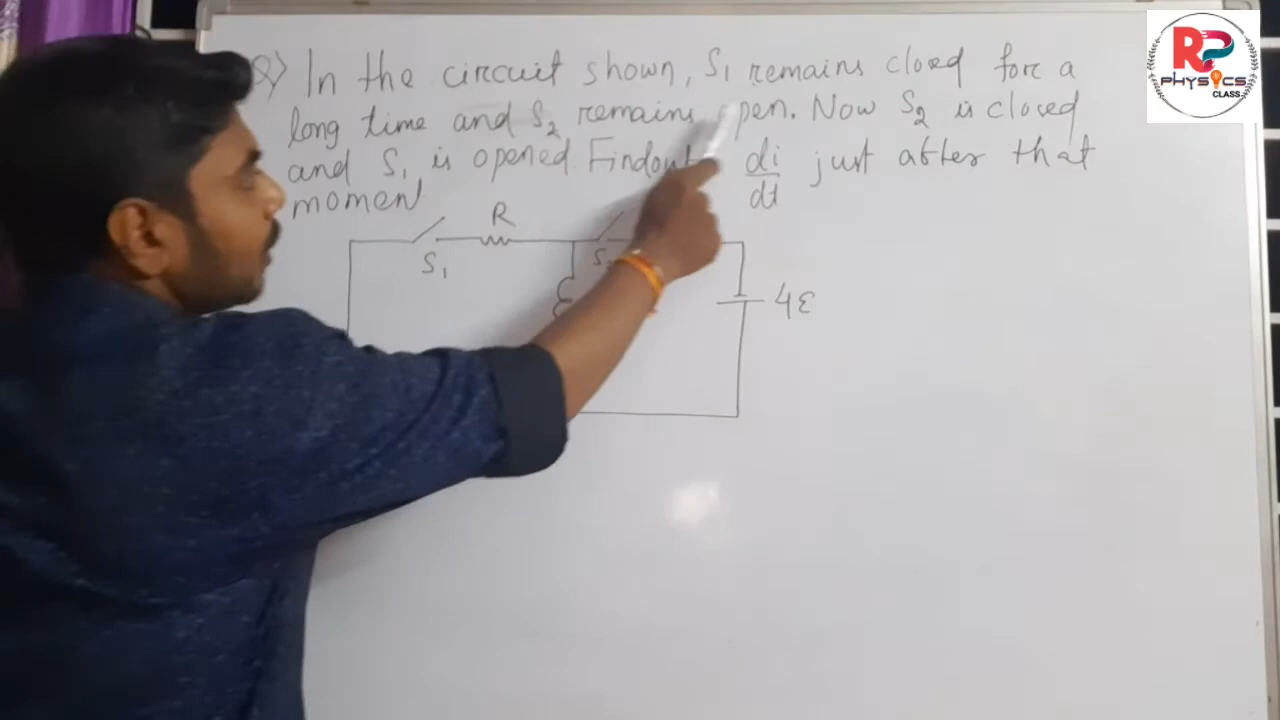 Q) In the circuit shown, S1 remains closed for a
long time and S2 remains open. Now S2 is closed
and S1 is opened Findout di/dt just after that
moment
R
S1
4ε
RP
PHYSICS
CLASS